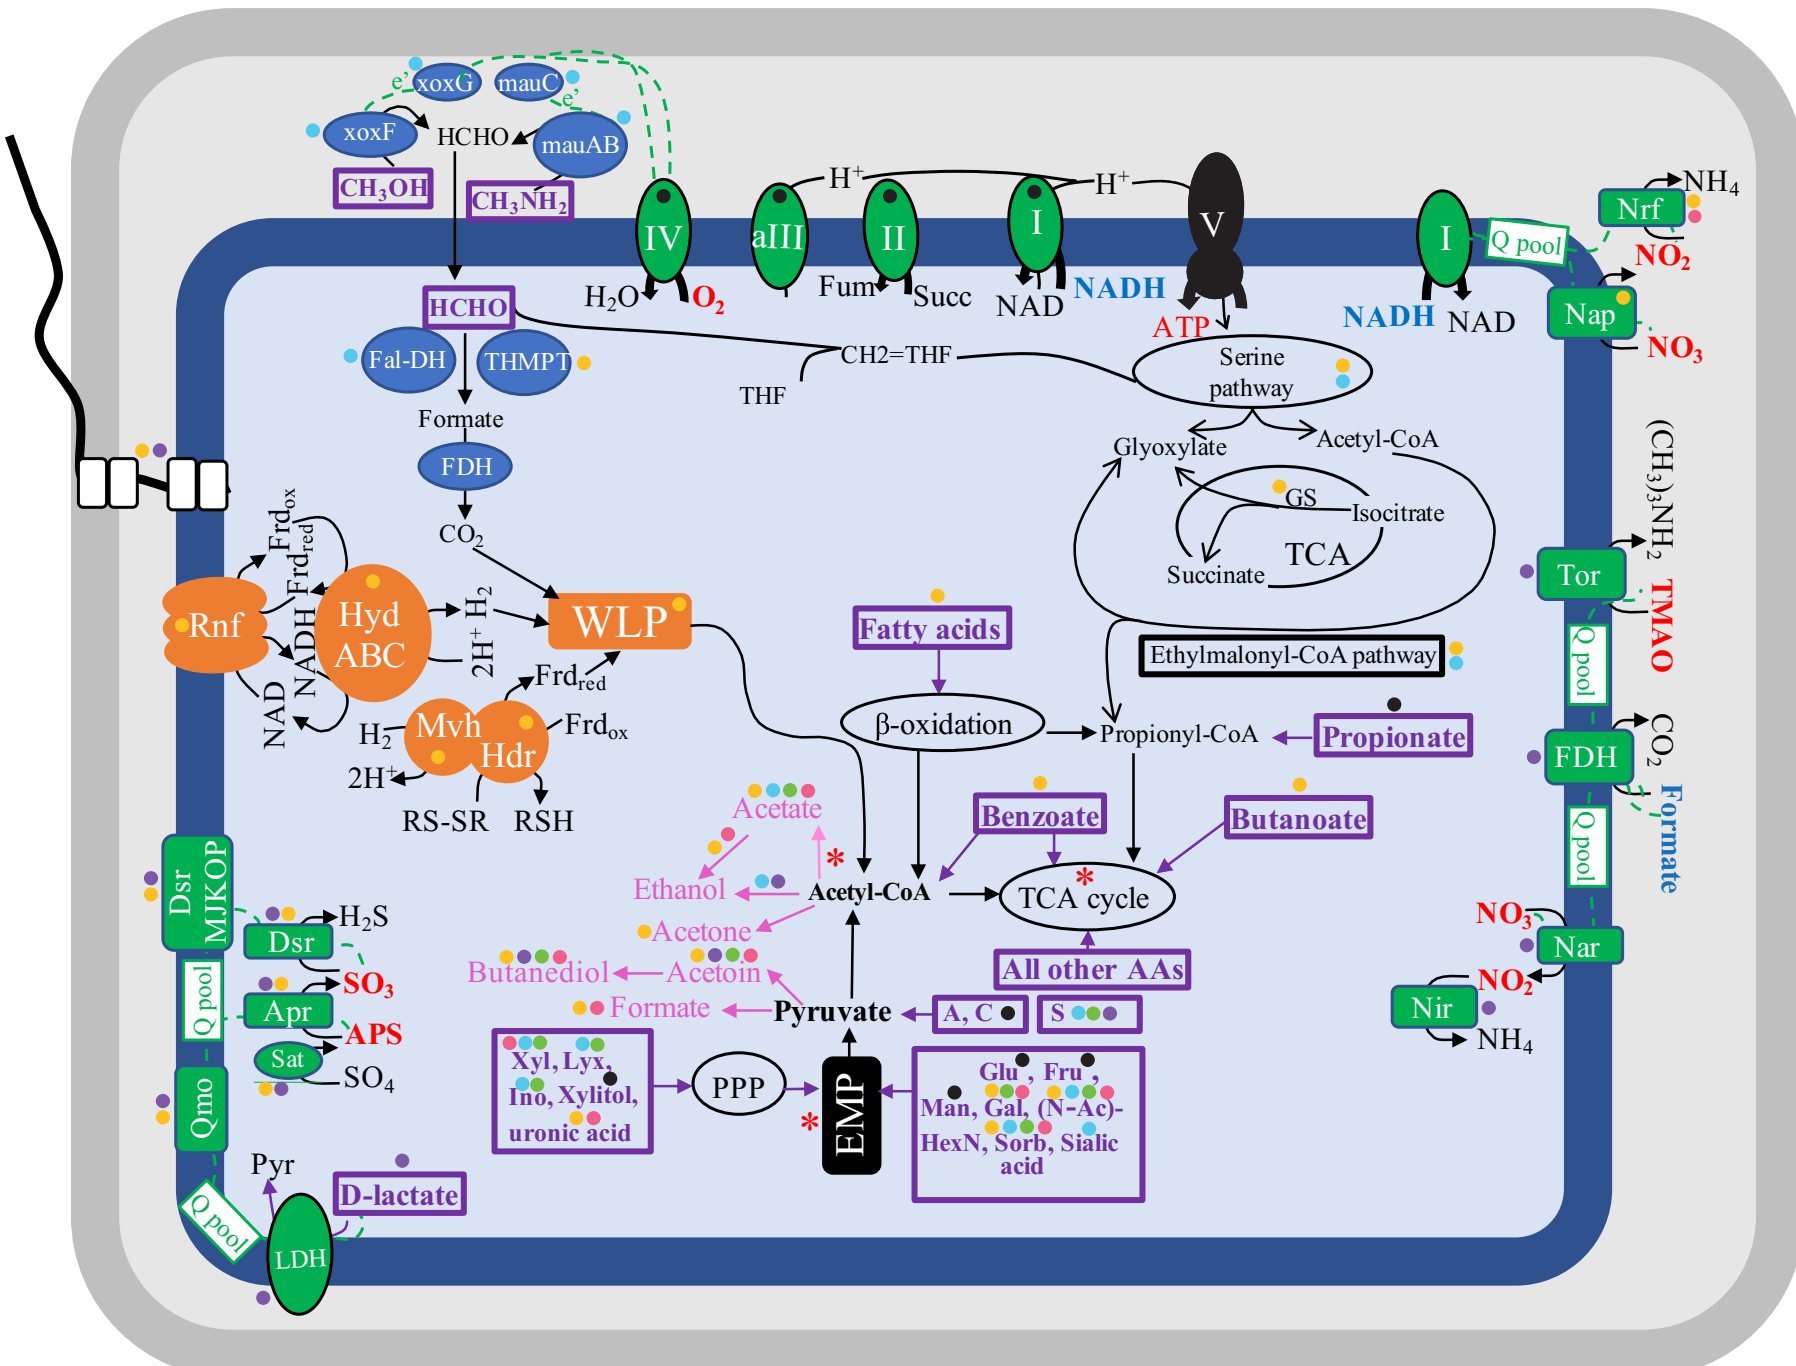 e'
xoxG
mauC
e'
xoxF
HCHO
mauAB
CH₃OH
CH₃NH₂
IV
aIII
II
I
V
H⁺
H⁺
I
Q pool
Nrf
NH₄
NO₂
Nap
NO₃
H₂O
O₂
Fum
Succ
NAD
NADH
ATP
NADH
NAD
HCHO
Fal-DH
THMPT
CH2=THF
THF
Serine
pathway
Formate
FDH
CO₂
Glyoxylate
Acetyl-CoA
GS
Isocitrate
TCA
Succinate
(CH₃)₃NH₂
Tor
TMAO
Q pool
Frdₒₓ
Frd_red
Rnf
NADH
NAD
Hyd
ABC
H₂
2H⁺
WLP
Frd_red
Frdₒₓ
Mvh
Hdr
H₂
2H⁺
RS-SR
RSH
Fatty acids
Ethylmalonyl-CoA pathway
β-oxidation
Propionyl-CoA
Propionate
FDH
CO₂
Formate
Q pool
Acetate
Benzoate
Butanoate
Ethanol
*
Acetyl-CoA
*
TCA cycle
Acetone
Butanediol
Acetoin
All other AAs
Formate
Pyruvate
A, C
S
NO₃
Nar
NO₂
Nir
NH₄
Dsr
MJKOP
Dsr
H₂S
SO₃
Q pool
Apr
APS
Sat
SO₄
Qmo
Xyl, Lyx,
Ino, Xylitol,
uronic acid
PPP
*
EMP
Glu, Fru,
Man, Gal, (N-Ac)-
HexN, Sorb, Sialic
acid
Pyr
D-lactate
Q pool
LDH